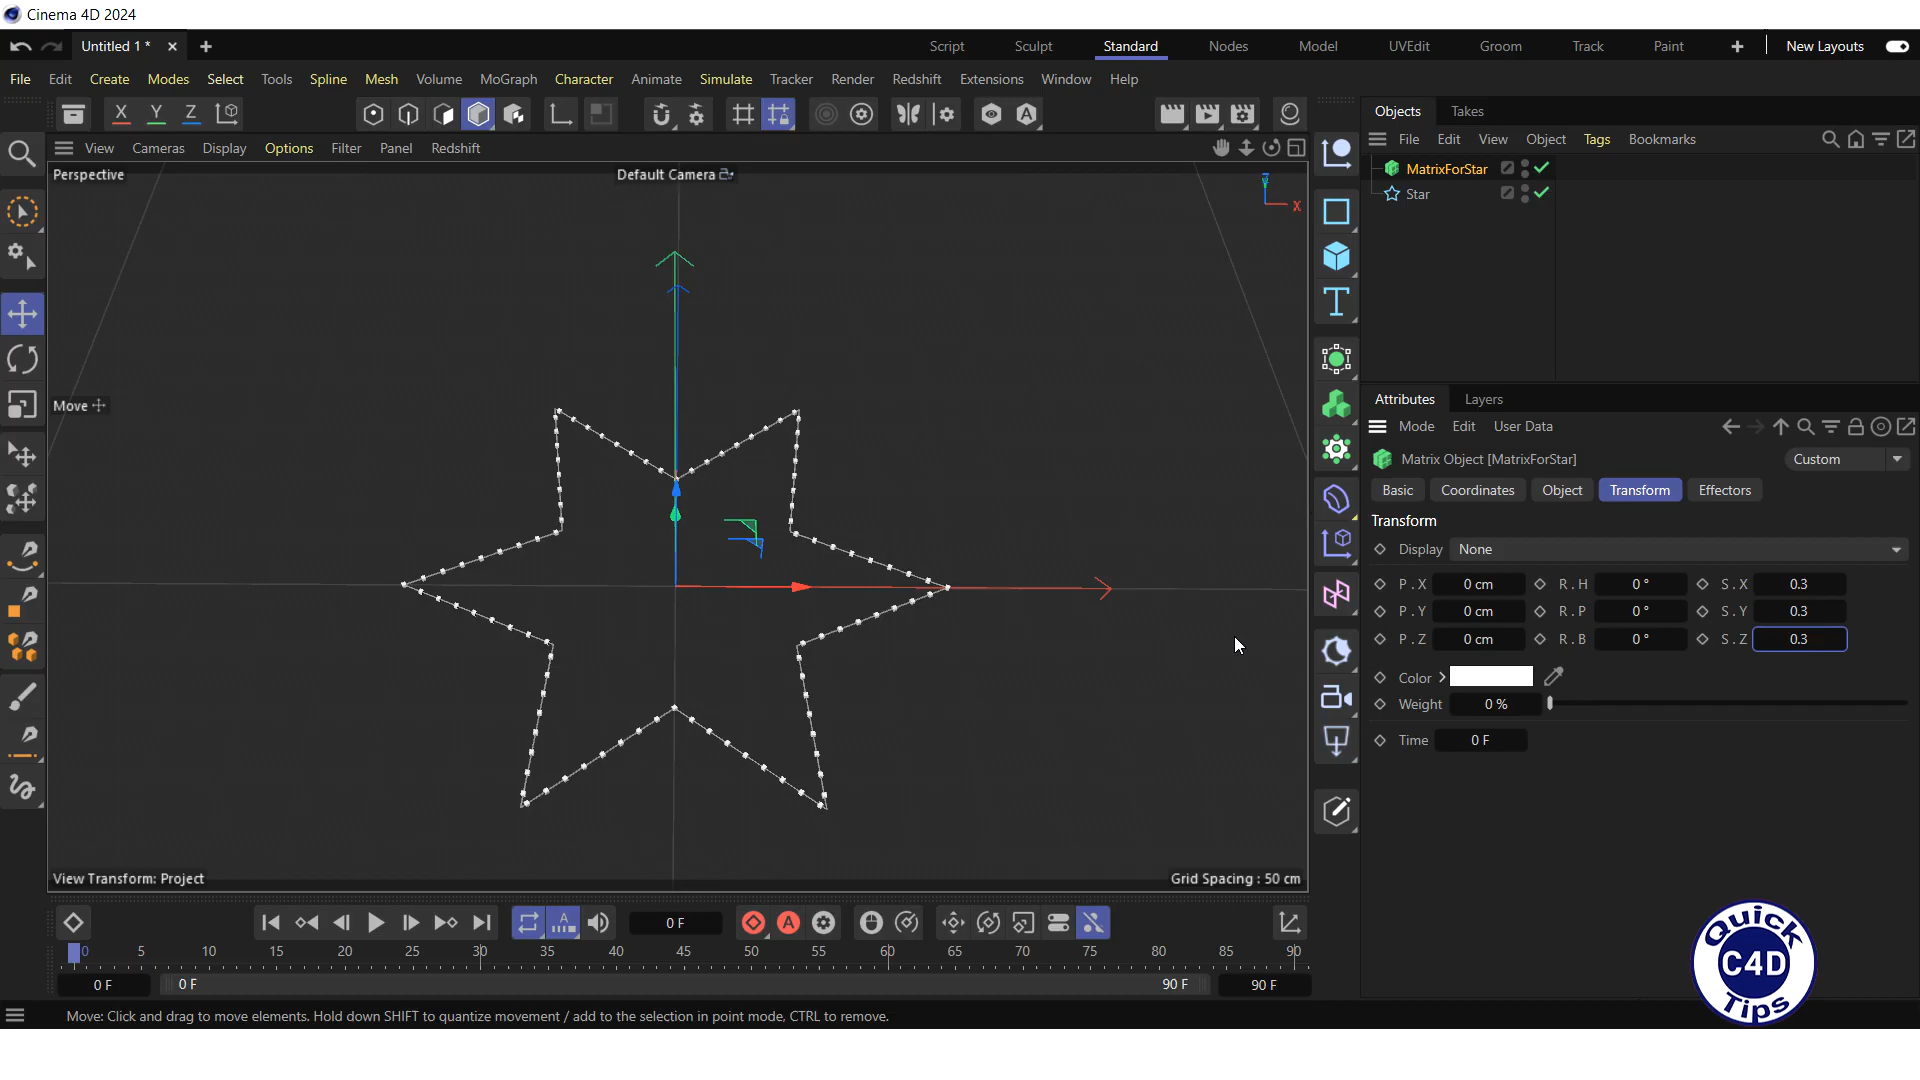 Cinema 4D 2024
Untitled 1 *
Script Sculpt Standard Nodes Model UVEdit Groom Track Paint New Layouts
File Edit Create Modes Select Tools Spline Mesh Volume MoGraph Character Animate Simulate Tracker Render Redshift Extensions Window Help
X Y Z
Objects Takes
View Cameras Display Options Filter Panel Redshift
File Edit View Object Tags Bookmarks
Perspective
Default Camera
Y
X
MatrixForStar
Star
Move
Attributes Layers
Mode Edit User Data
Matrix Object [MatrixForStar]
Custom
Basic Coordinates Object Transform Effectors
Transform
Display None
P . X 0 cm R . H 0 ° S . X 0.3
P . Y 0 cm R . P 0 ° S . Y 0.3
P . Z 0 cm R . B 0 ° S . Z 0.3
Color
Weight 0 %
Time 0 F
View Transform: Project
Grid Spacing : 50 cm
0 F
0 5 10 15 20 25 30 35 40 45 50 55 60 65 70 75 80 85 90
0 F 0 F 90 F 90 F
Move: Click and drag to move elements. Hold down SHIFT to quantize movement / add to the selection in point mode, CTRL to remove.
Quick
C4D
Tips